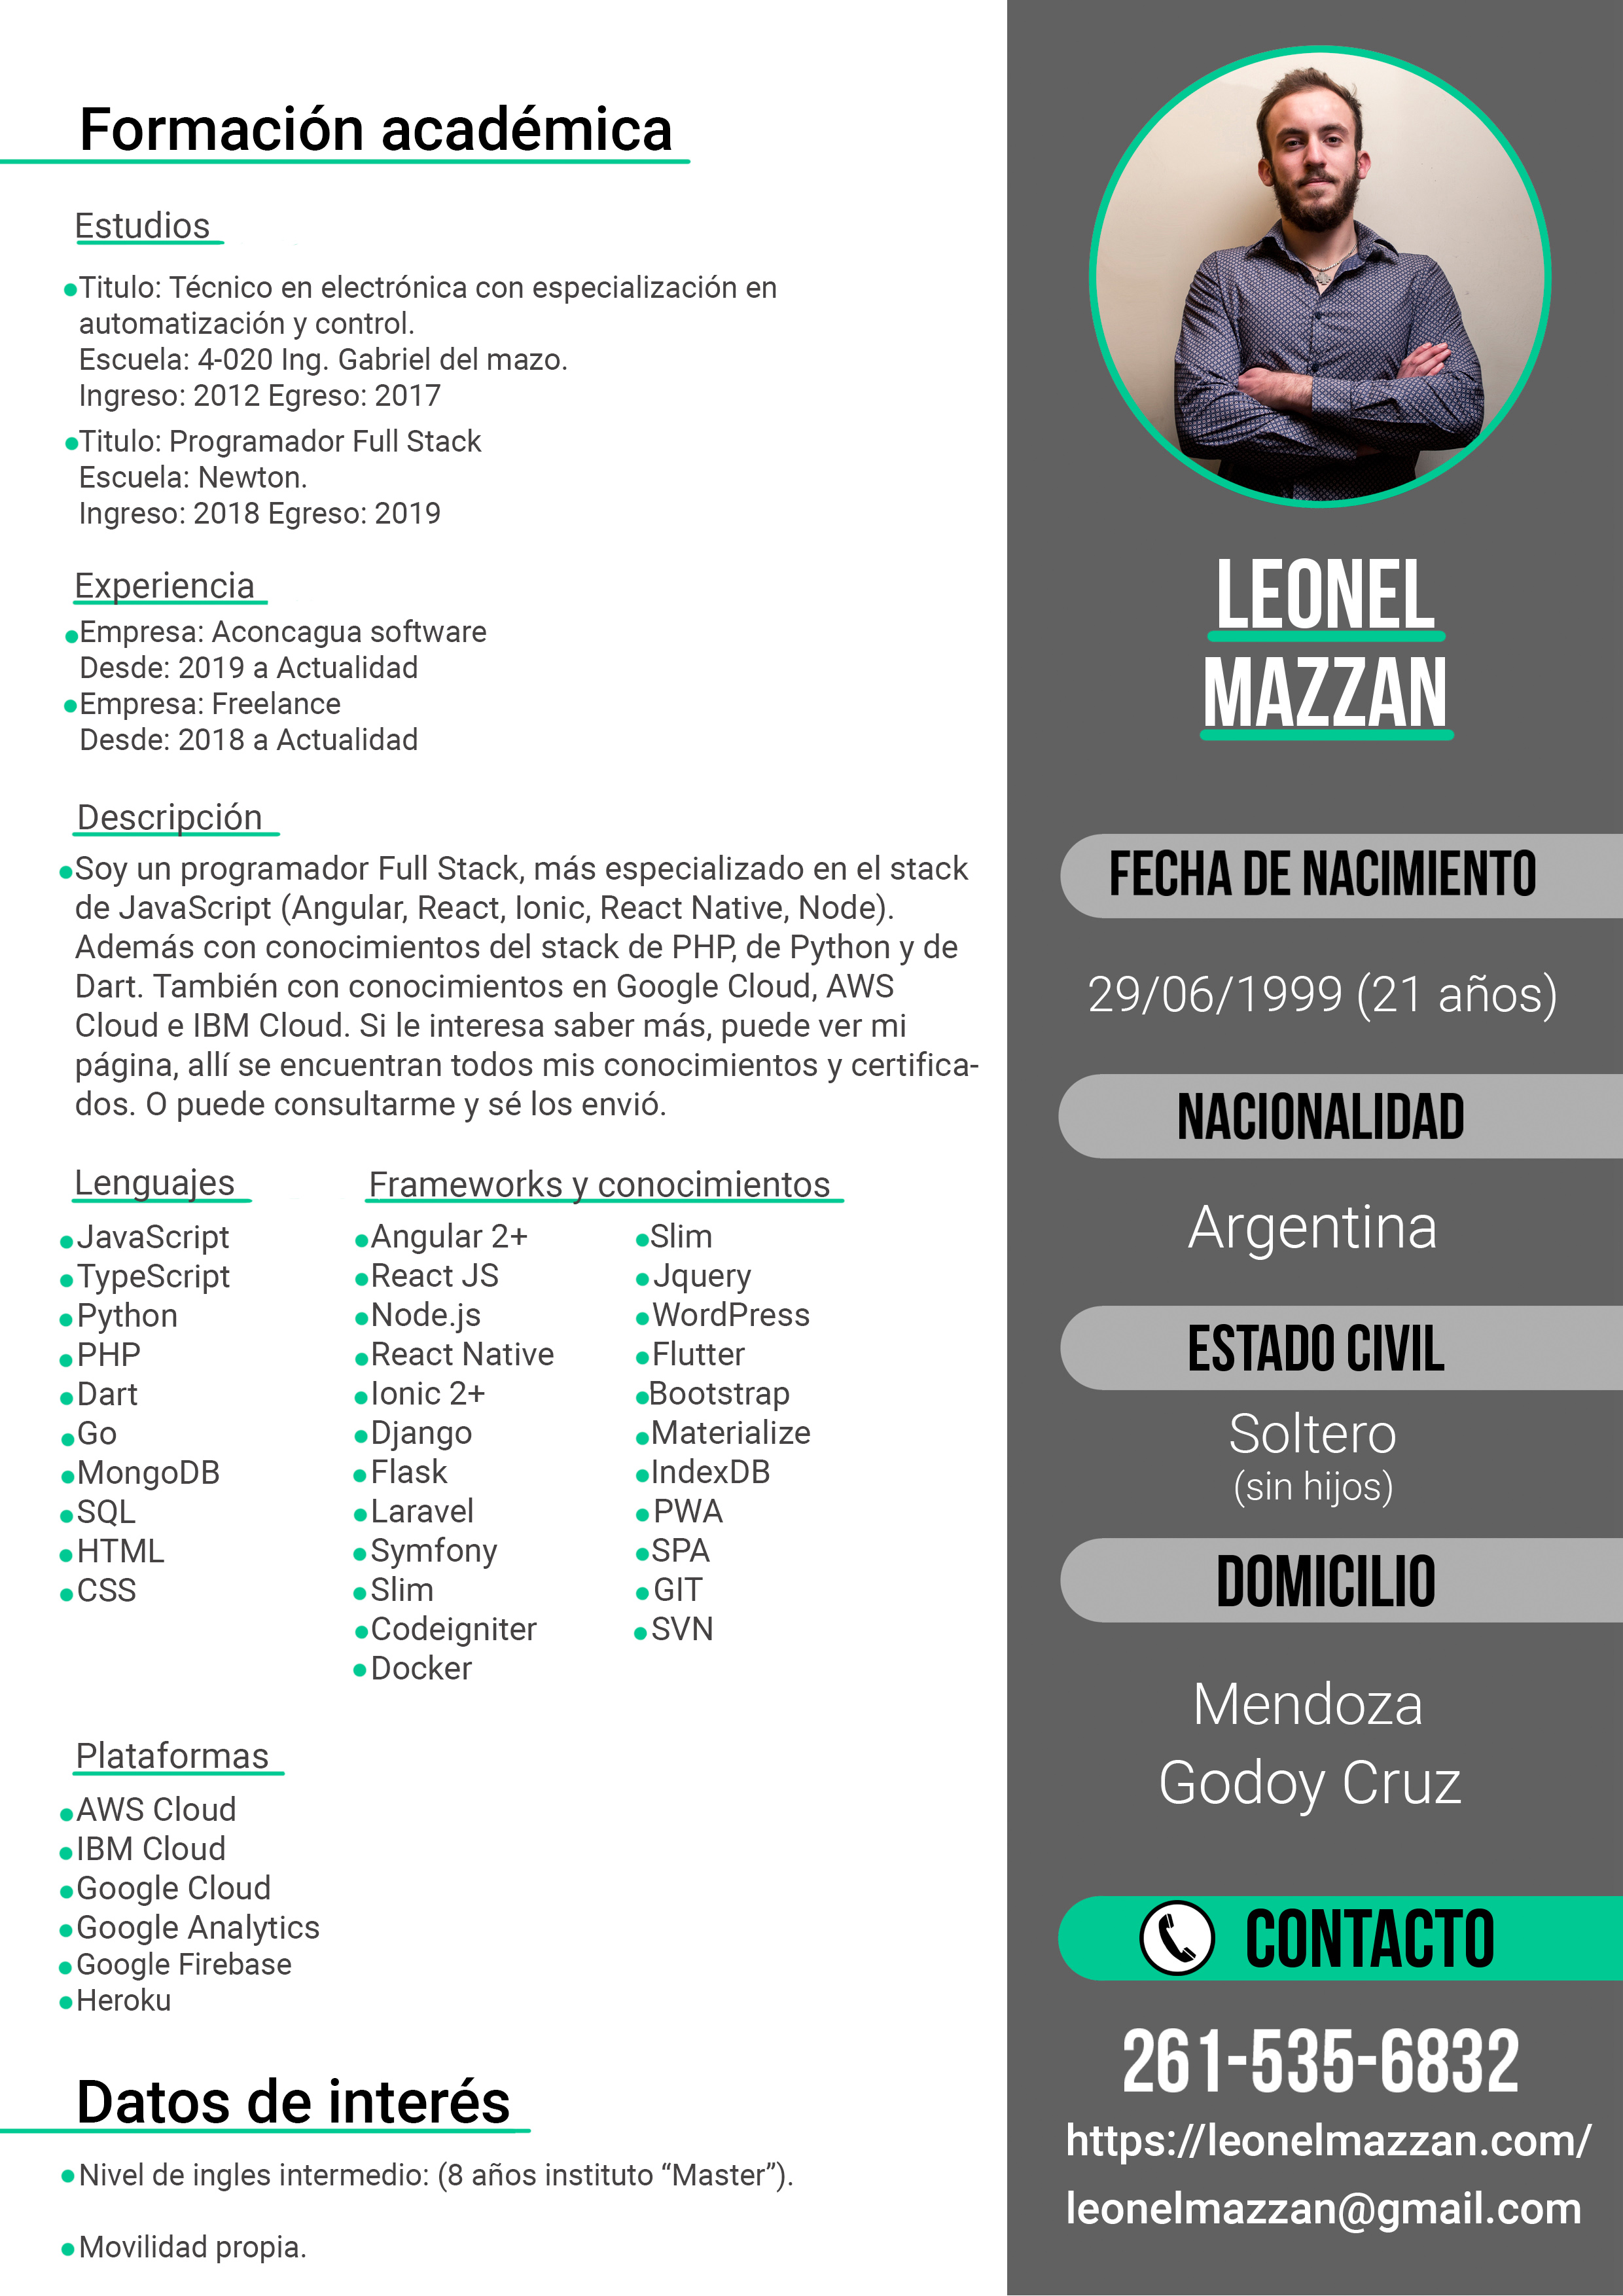 Formación académica
Estudios
Titulo: Técnico en electrónica con especialización en
automatización y control.
Escuela: 4-020 Ing. Gabriel del mazo.
Ingreso: 2012 Egreso: 2017
Titulo: Programador Full Stack
Escuela: Newton.
Ingreso: 2018 Egreso: 2019
Experiencia
Empresa: Aconcagua software
Desde: 2019 a Actualidad
Empresa: Freelance
Desde: 2018 a Actualidad
Descripción
Soy un programador Full Stack, más especializado en el stack
de JavaScript (Angular, React, Ionic, React Native, Node).
Además con conocimientos del stack de PHP, de Python y de
Dart. También con conocimientos en Google Cloud, AWS
Cloud e IBM Cloud. Si le interesa saber más, puede ver mi
página, allí se encuentran todos mis conocimientos y certifica-
dos. O puede consultarme y sé los envió.
Lenguajes
JavaScript
TypeScript
Python
PHP
Dart
Go
MongoDB
SQL
HTML
CSS
Frameworks y conocimientos
Angular 2+
React JS
Node.js
React Native
Ionic 2+
Django
Flask
Laravel
Symfony
Slim
Codeigniter
Docker
Slim
Jquery
WordPress
Flutter
Bootstrap
Materialize
IndexDB
PWA
SPA
GIT
SVN
Plataformas
AWS Cloud
IBM Cloud
Google Cloud
Google Analytics
Google Firebase
Heroku
Datos de interés
Nivel de ingles intermedio: (8 años instituto “Master”).
Movilidad propia.
LEONEL
MAZZAN
FECHA DE NACIMIENTO
29/06/1999 (21 años)
NACIONALIDAD
Argentina
ESTADO CIVIL
Soltero
(sin hijos)
DOMICILIO
Mendoza
Godoy Cruz
CONTACTO
261-535-6832
https://leonelmazzan.com/
leonelmazzan@gmail.com